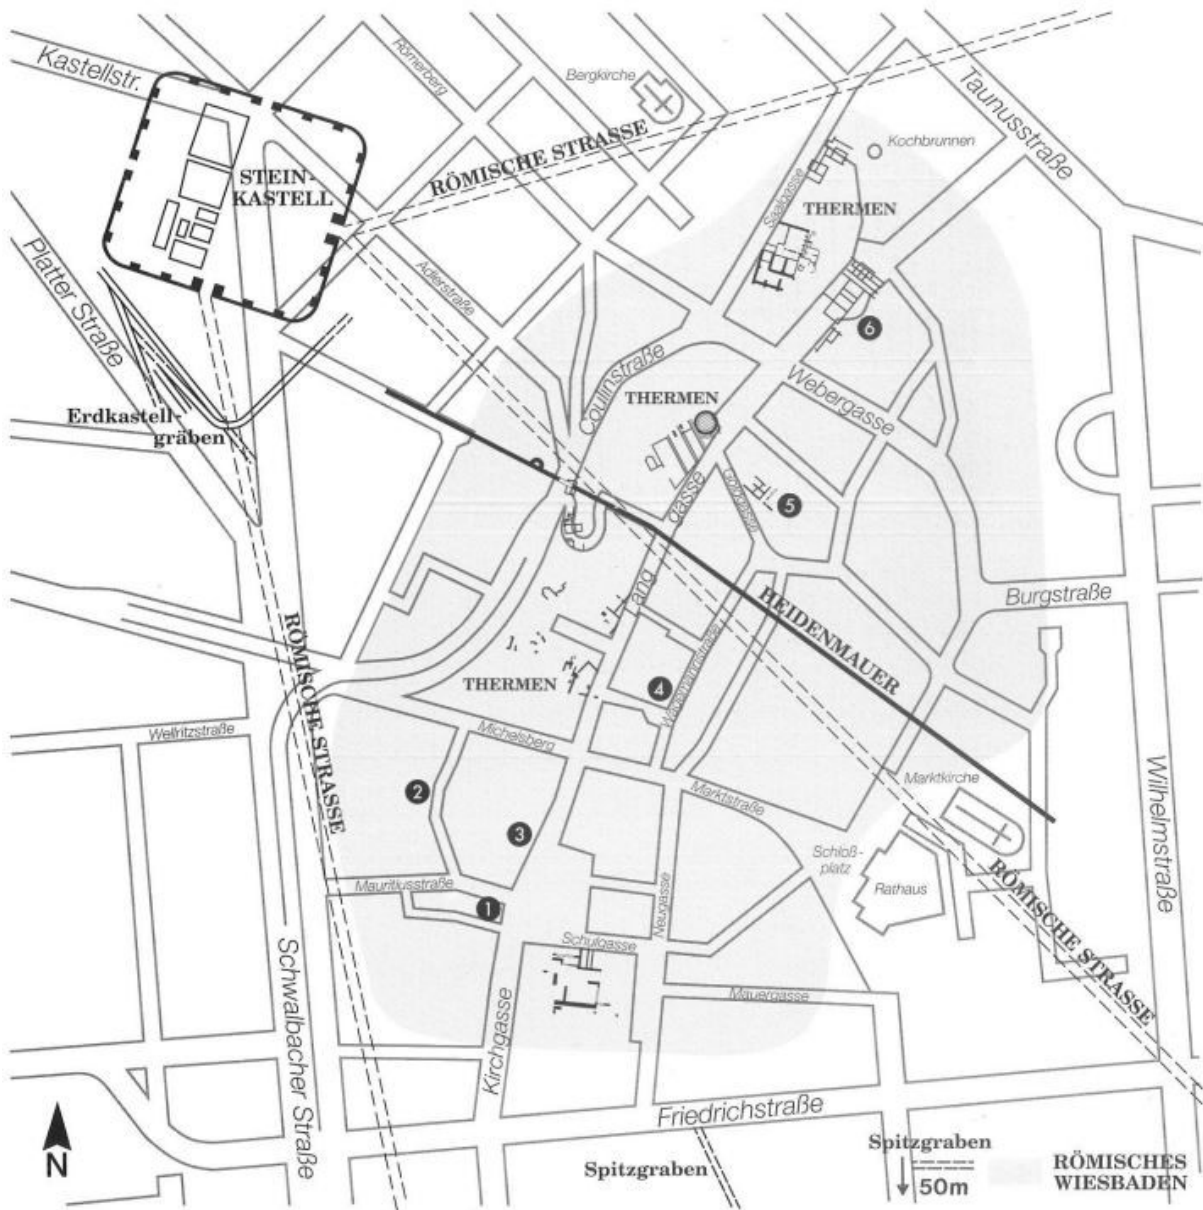 Kastellstr.
Römerberg
Bergkirche
Taunusstraße
Kochbrunnen
RÖMISCHE STRASSE
STEIN-
KASTELL
Saalgasse
THERMEN
Platter Straße
Adlerstraße
6
Coulinstraße
Webergasse
THERMEN
Erdkastell-
gräben
gasse
Goldgasse
5
Lang
HEIDENMAUER
Burgstraße
RÖMISCHE STRASSE
THERMEN
4
Wagemannstraße
Wellritzstraße
Michelsberg
2
3
Marktstraße
Marktkirche
Wilhelmstraße
Schloß-
platz
Rathaus
Mauritiusstraße
1
Neugasse
Schulgasse
RÖMISCHE STRASSE
Mauergasse
Schwalbacher Straße
Kirchgasse
Friedrichstraße
N
Spitzgraben
Spitzgraben
50m
RÖMISCHES
WIESBADEN